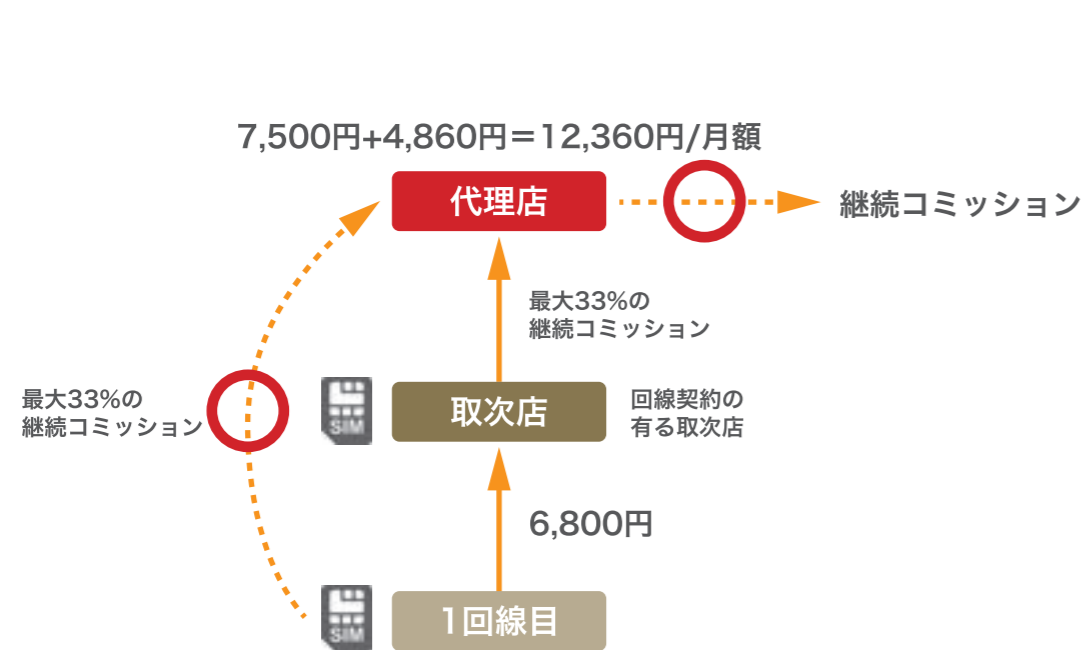 7,500円+4,860円＝12,360円/月額
代理店
継続コミッション
最大33%の
継続コミッション
最大33%の
継続コミッション
SIM
取次店
回線契約の
有る取次店
6,800円
SIM
1回線目